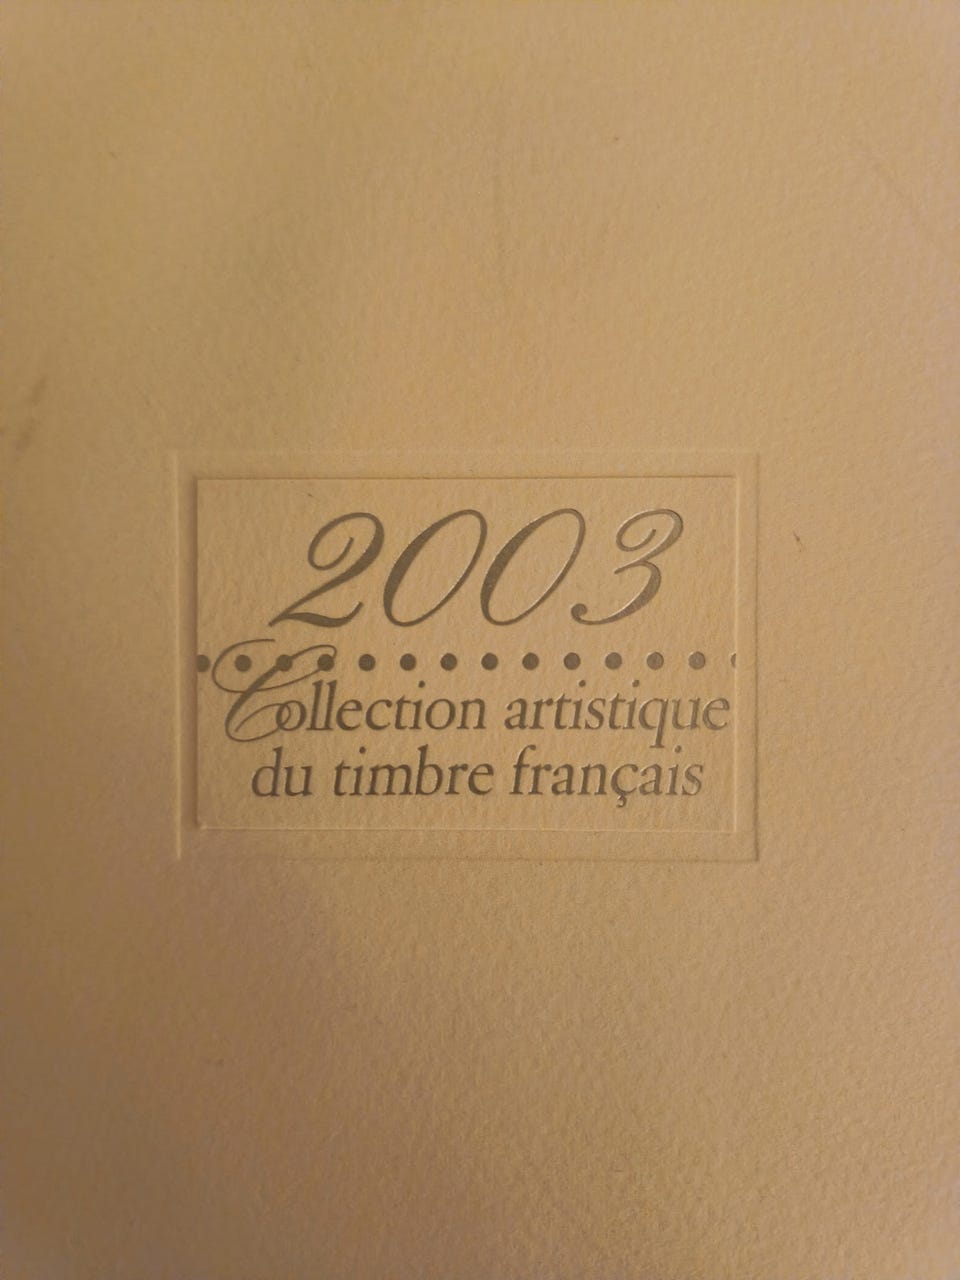 2003
Collection artistique
du timbre français